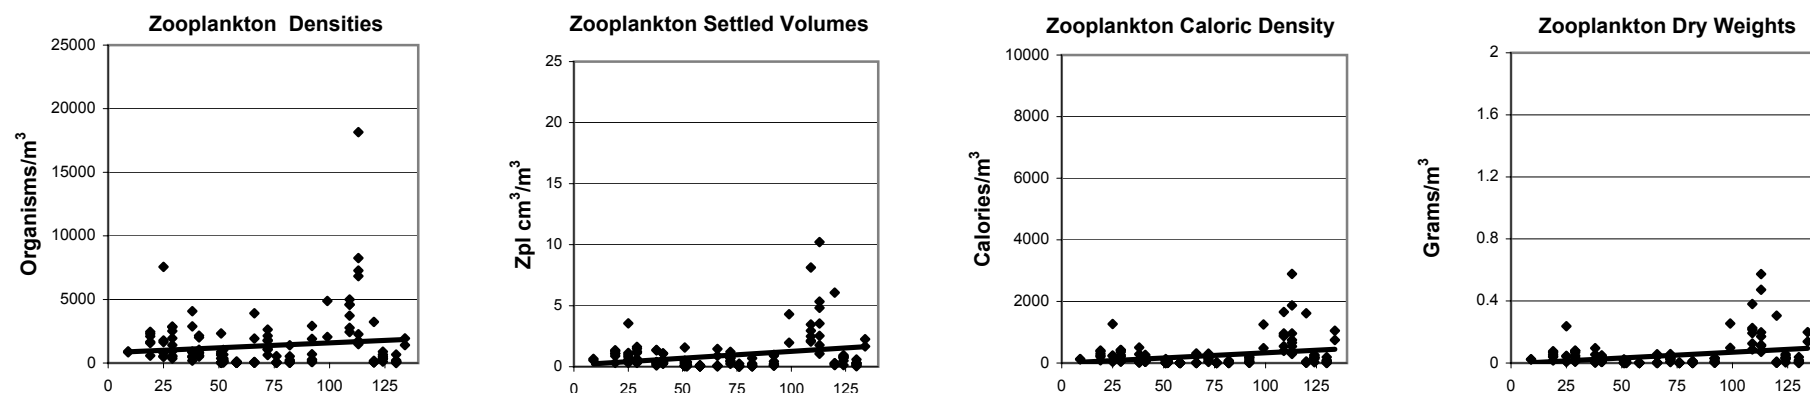 Zooplankton Densities
25000
20000
15000
10000
5000
0
Organisms/m³
0 25 50 75 100 125
Zooplankton Settled Volumes
25
20
15
10
5
0
Zpl cm³/m³
0 25 50 75 100 125
Zooplankton Caloric Density
10000
8000
6000
4000
2000
0
Calories/m³
0 25 50 75 100 125
Zooplankton Dry Weights
2
1.6
1.2
0.8
0.4
0
Grams/m³
0 25 50 75 100 125